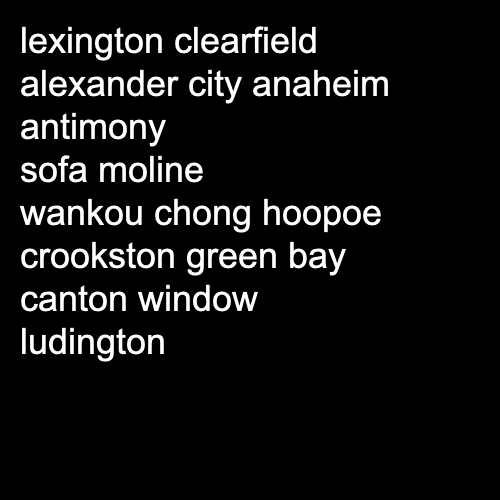 lexington clearfield
alexander city anaheim
antimony
sofa moline
wankou chong hoopoe
crookston green bay
canton window
ludington